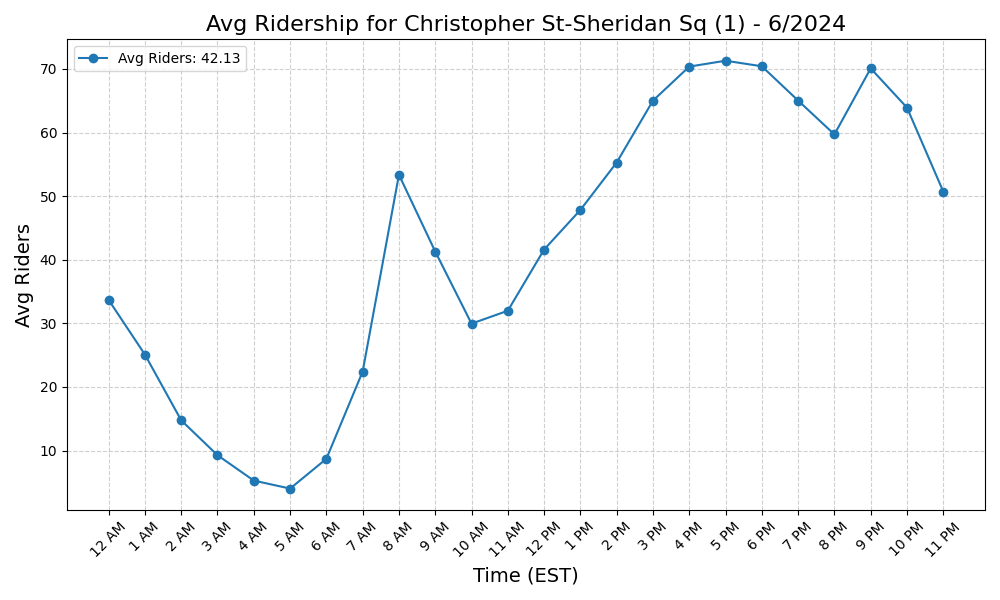 Avg Ridership for Christopher St-Sheridan Sq (1) - 6/2024
Avg Riders: 42.13
Avg Riders
70
60
50
40
30
20
10
12 AM
1 AM
2 AM
3 AM
4 AM
5 AM
6 AM
7 AM
8 AM
9 AM
10 AM
11 AM
12 PM
1 PM
2 PM
3 PM
4 PM
5 PM
6 PM
7 PM
8 PM
9 PM
10 PM
11 PM
Time (EST)